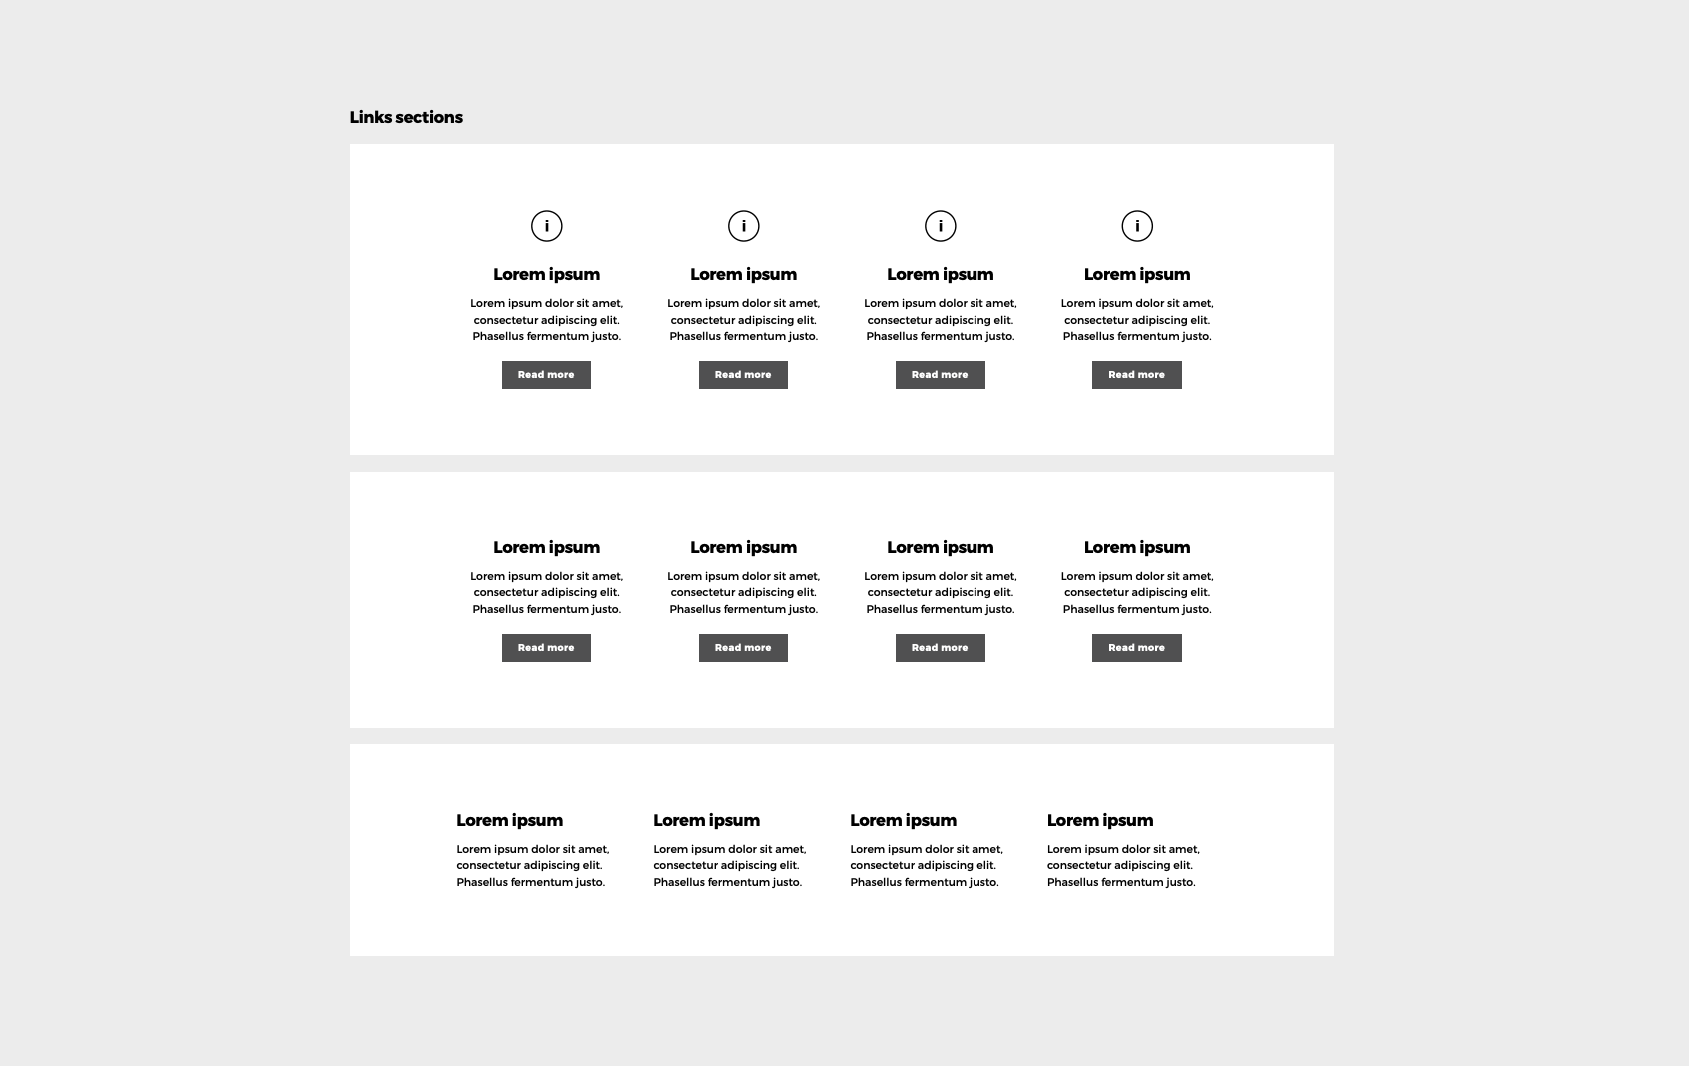 Links sections
i
i
i
i
Lorem ipsum
Lorem ipsum dolor sit amet,
consectetur adipiscing elit.
Phasellus fermentum justo.
Read more
Lorem ipsum
Lorem ipsum dolor sit amet,
consectetur adipiscing elit.
Phasellus fermentum justo.
Read more
Lorem ipsum
Lorem ipsum dolor sit amet,
consectetur adipiscing elit.
Phasellus fermentum justo.
Read more
Lorem ipsum
Lorem ipsum dolor sit amet,
consectetur adipiscing elit.
Phasellus fermentum justo.
Read more
Lorem ipsum
Lorem ipsum dolor sit amet,
consectetur adipiscing elit.
Phasellus fermentum justo.
Read more
Lorem ipsum
Lorem ipsum dolor sit amet,
consectetur adipiscing elit.
Phasellus fermentum justo.
Read more
Lorem ipsum
Lorem ipsum dolor sit amet,
consectetur adipiscing elit.
Phasellus fermentum justo.
Read more
Lorem ipsum
Lorem ipsum dolor sit amet,
consectetur adipiscing elit.
Phasellus fermentum justo.
Read more
Lorem ipsum
Lorem ipsum dolor sit amet,
consectetur adipiscing elit.
Phasellus fermentum justo.
Lorem ipsum
Lorem ipsum dolor sit amet,
consectetur adipiscing elit.
Phasellus fermentum justo.
Lorem ipsum
Lorem ipsum dolor sit amet,
consectetur adipiscing elit.
Phasellus fermentum justo.
Lorem ipsum
Lorem ipsum dolor sit amet,
consectetur adipiscing elit.
Phasellus fermentum justo.